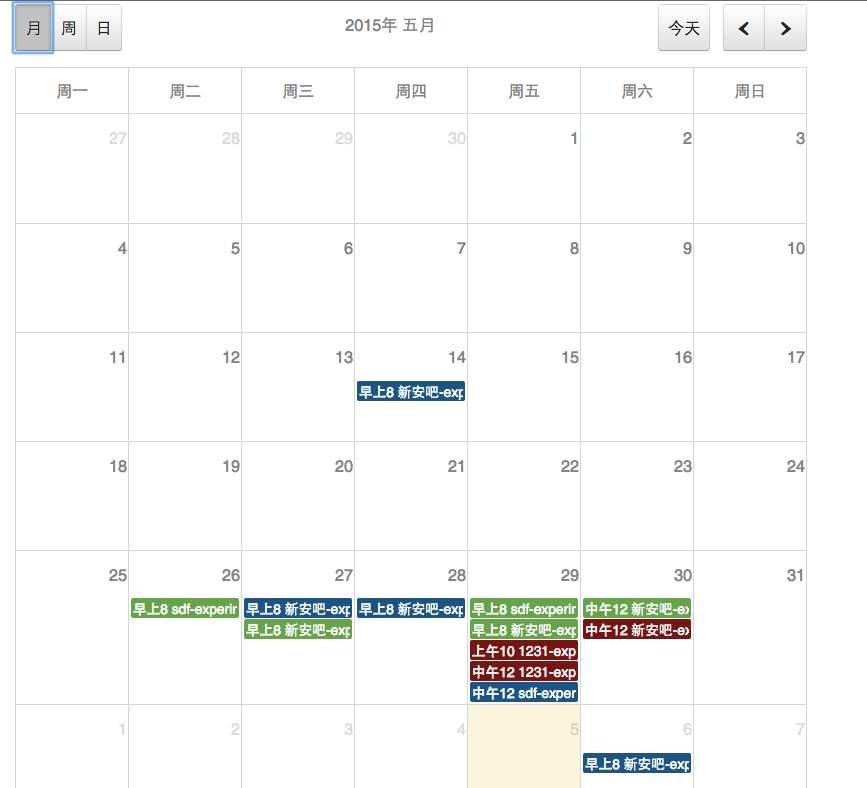 月 周 日 2015年 五月 今天
周一 周二 周三 周四 周五 周六 周日
27 28 29 30 1 2 3
4 5 6 7 8 9 10
11 12 13 14 15 16 17
早上8 新安吧-exp
18 19 20 21 22 23 24
25 26 27 28 29 30 31
早上8 sdf-experir 早上8 新安吧-exp 早上8 新安吧-exp 早上8 sdf-experir 中午12 新安吧-ex
早上8 新安吧-exp 早上8 新安吧-exp 中午12 新安吧-ex
上午10 1231-exp
中午12 1231-exp
中午12 sdf-exper
1 2 3 4 5 6 7
早上8 新安吧-exp